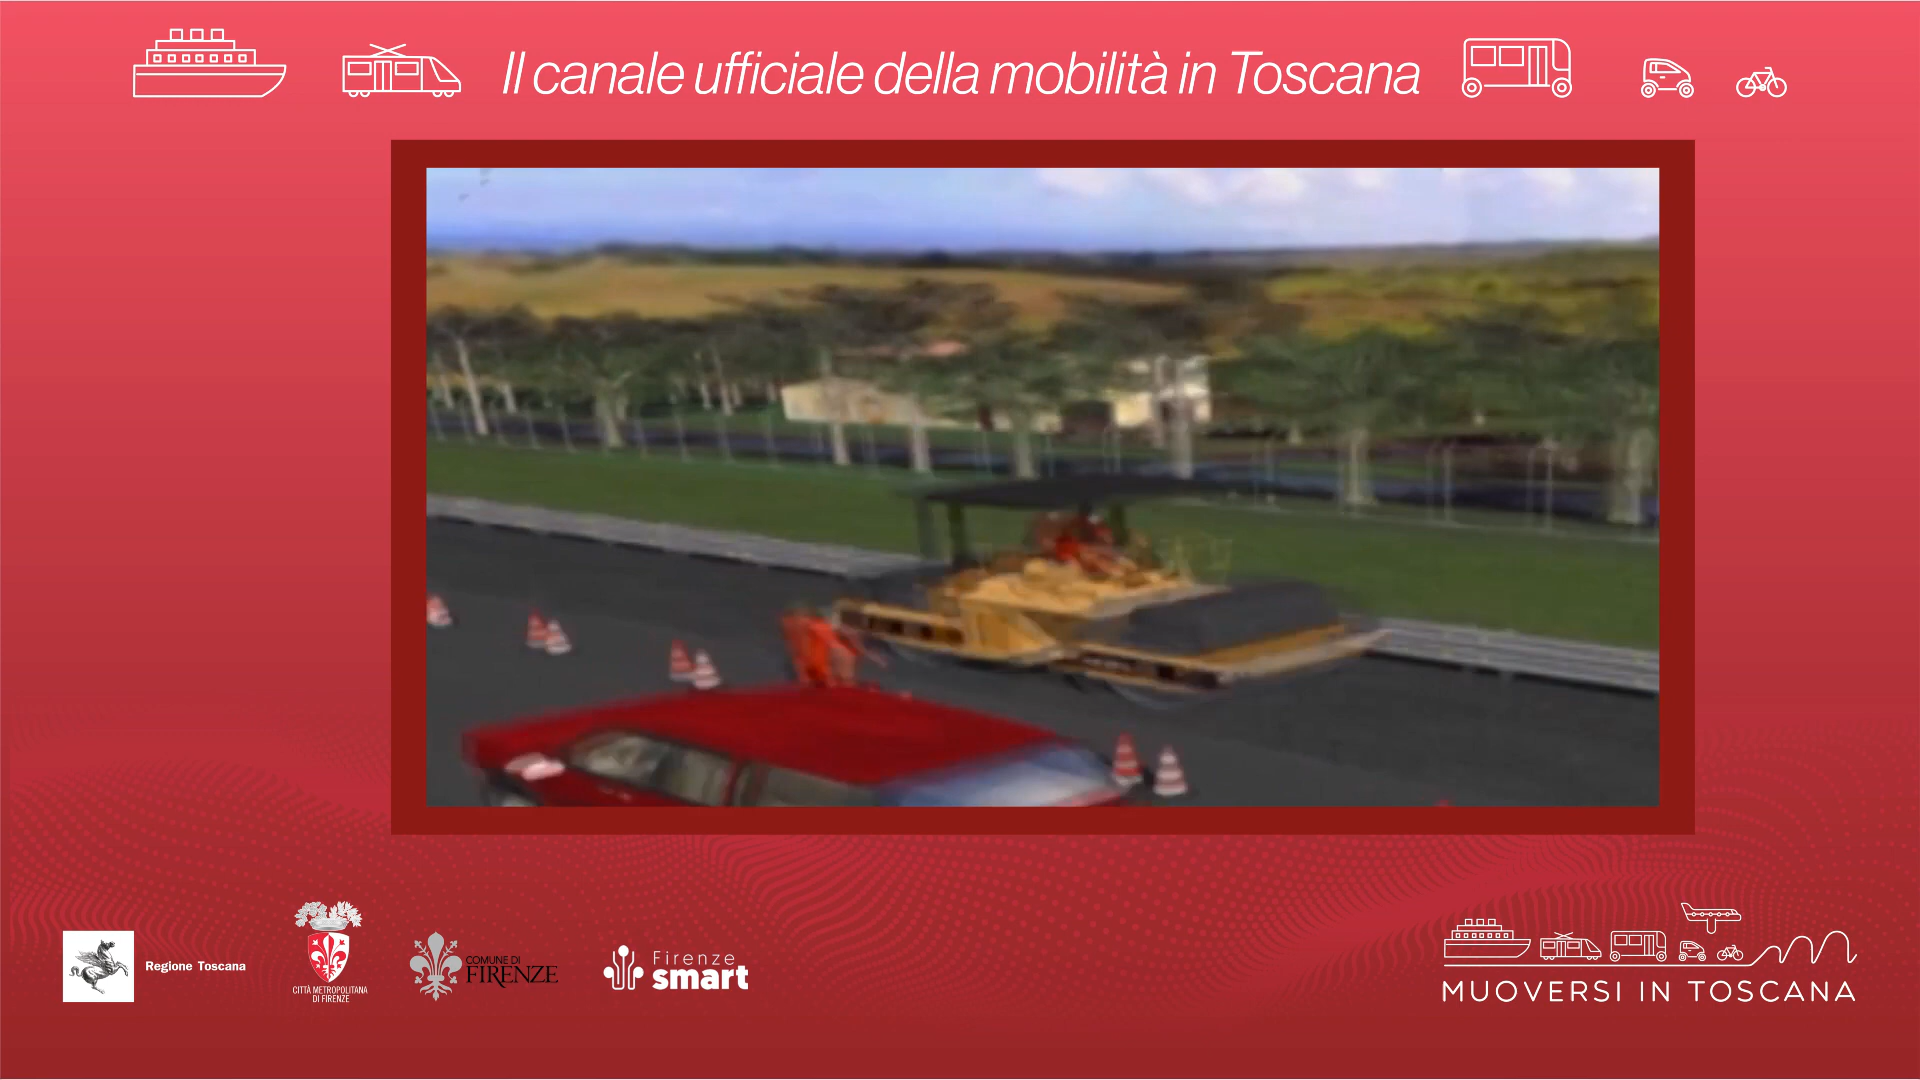 Il canale ufficiale della mobilità in Toscana
Regione Toscana
CITTÀ METROPOLITANA
DI FIRENZE
COMUNE DI
FIRENZE
Firenze
smart
MUOVERSI IN TOSCANA